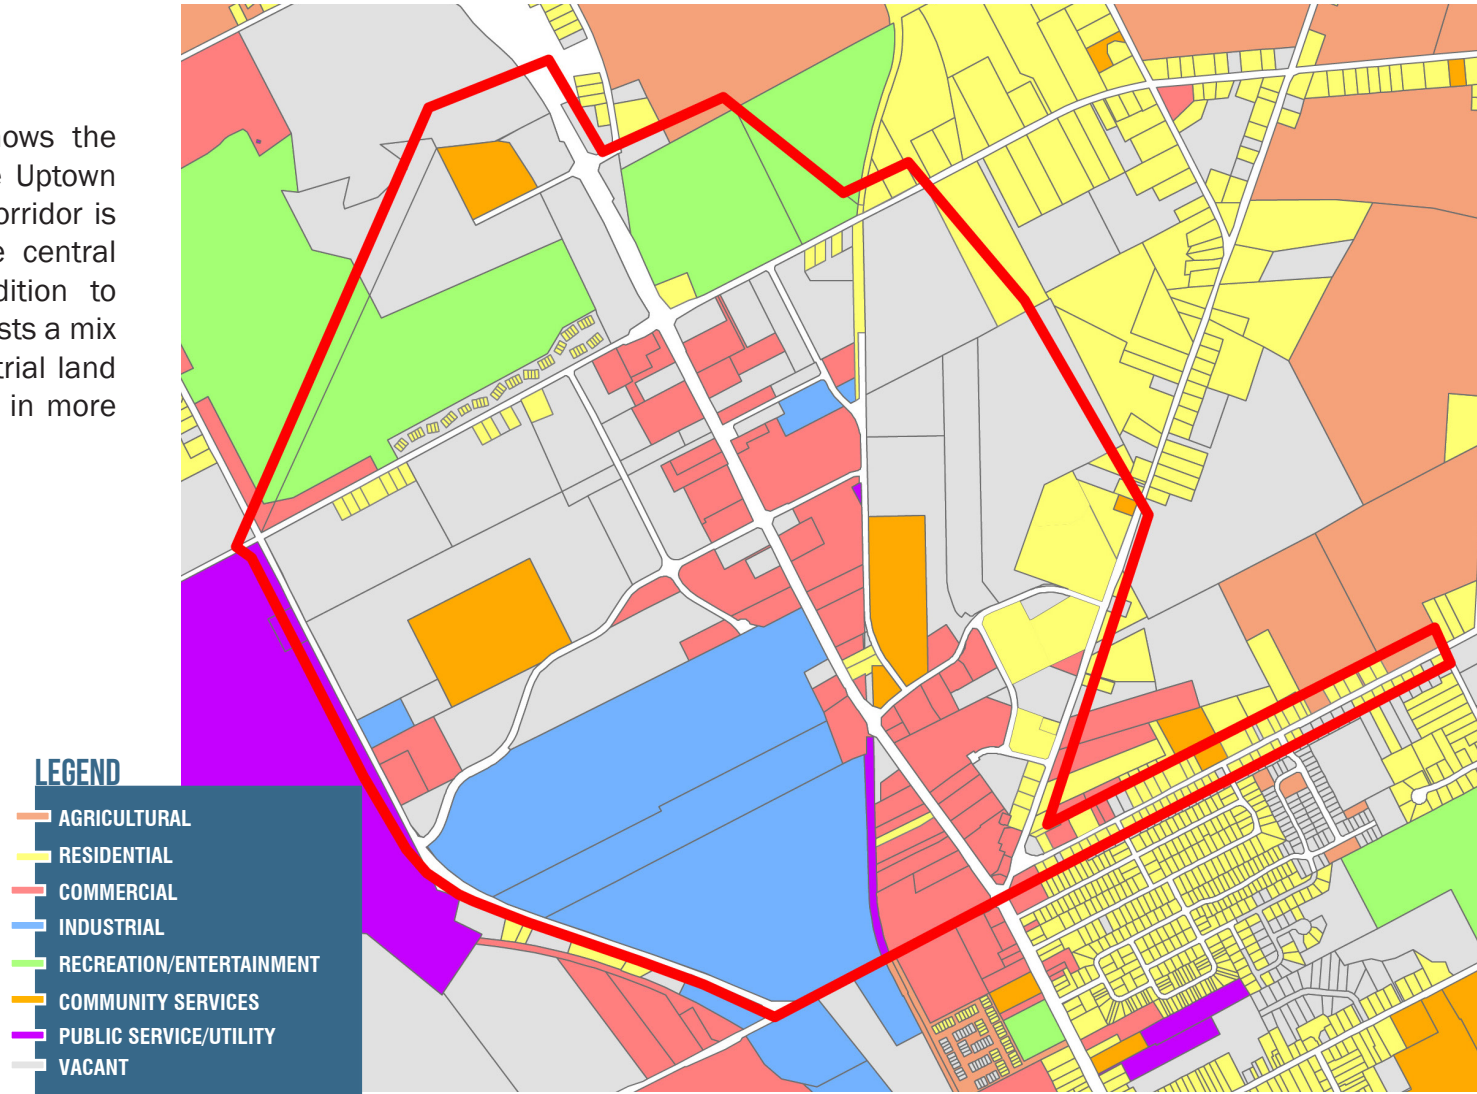 ows the
Uptown
orridor is
central
dition to
sts a mix
trial land
in more
LEGEND
AGRICULTURAL
RESIDENTIAL
COMMERCIAL
INDUSTRIAL
RECREATION/ENTERTAINMENT
COMMUNITY SERVICES
PUBLIC SERVICE/UTILITY
VACANT